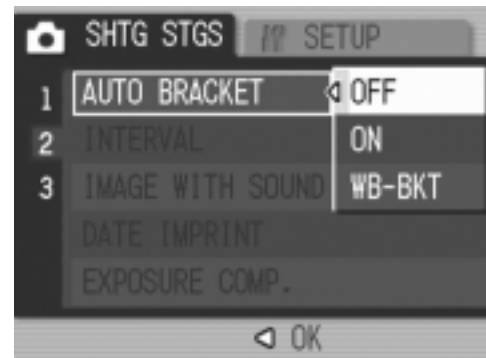 SHTG STGS SETUP
1 AUTO BRACKET OFF
2 INTERVAL ON
3 IMAGE WITH SOUND WB-BKT
DATE IMPRINT
EXPOSURE COMP.
OK